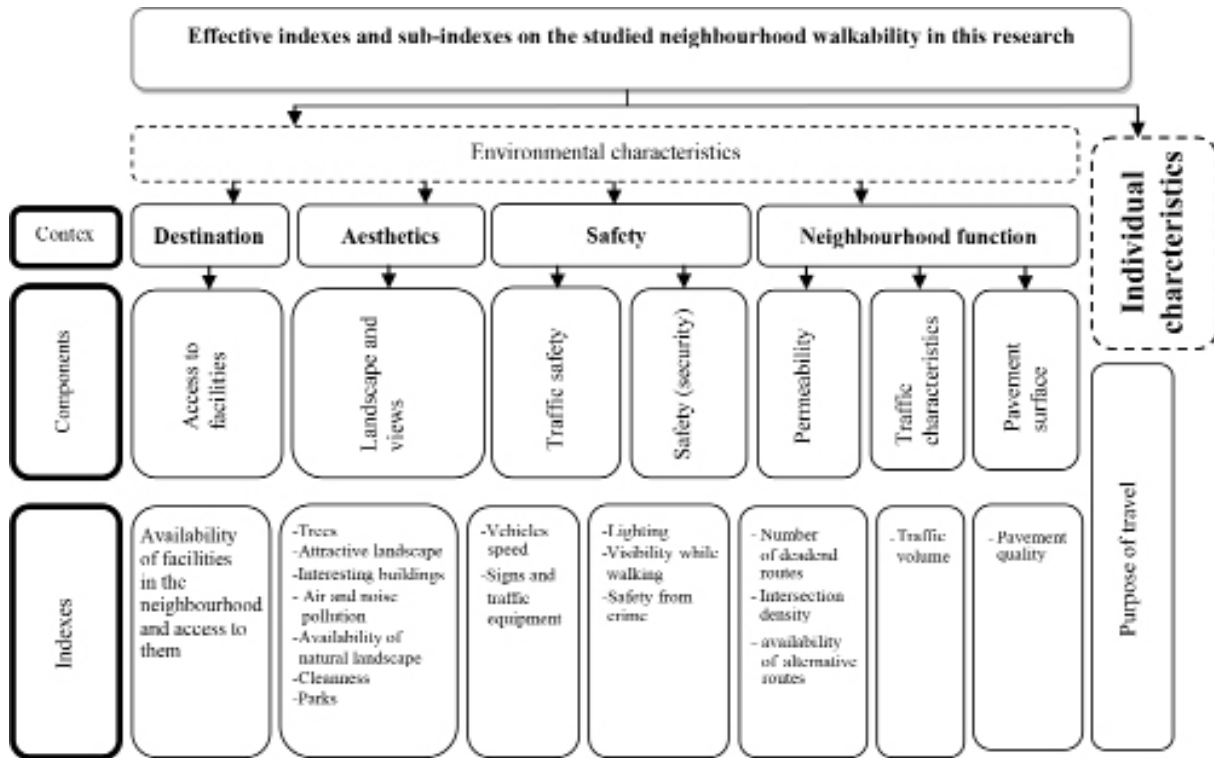 Effective indexes and sub-indexes on the studied neighbourhood walkability in this research
Environmental characteristics
Individual
charcteristics
Contex
Destination
Aesthetics
Safety
Neighbourhood function
Components
Access to
facilities
Landscape and
views
Traffic safety
Safety (security)
Permeability
Traffic
characteristics
Pavement
surface
Purpose of travel
Indexes
Availability
of facilities
in the
neighbourhood
and access to
them
-Trees
-Attractive landscape
-Interesting buildings
- Air and noise
pollution
-Availability of
natural landscape
-Cleanness
-Parks
-Vehicles
speed
-Signs and
traffic
equipment
-Lighting
-Visibility while
walking
-Safety from
crime
- Number
of deadend
routes
- Intersection
density
- availability
of alternative
routes
- Traffic
volume
- Pavement
quality